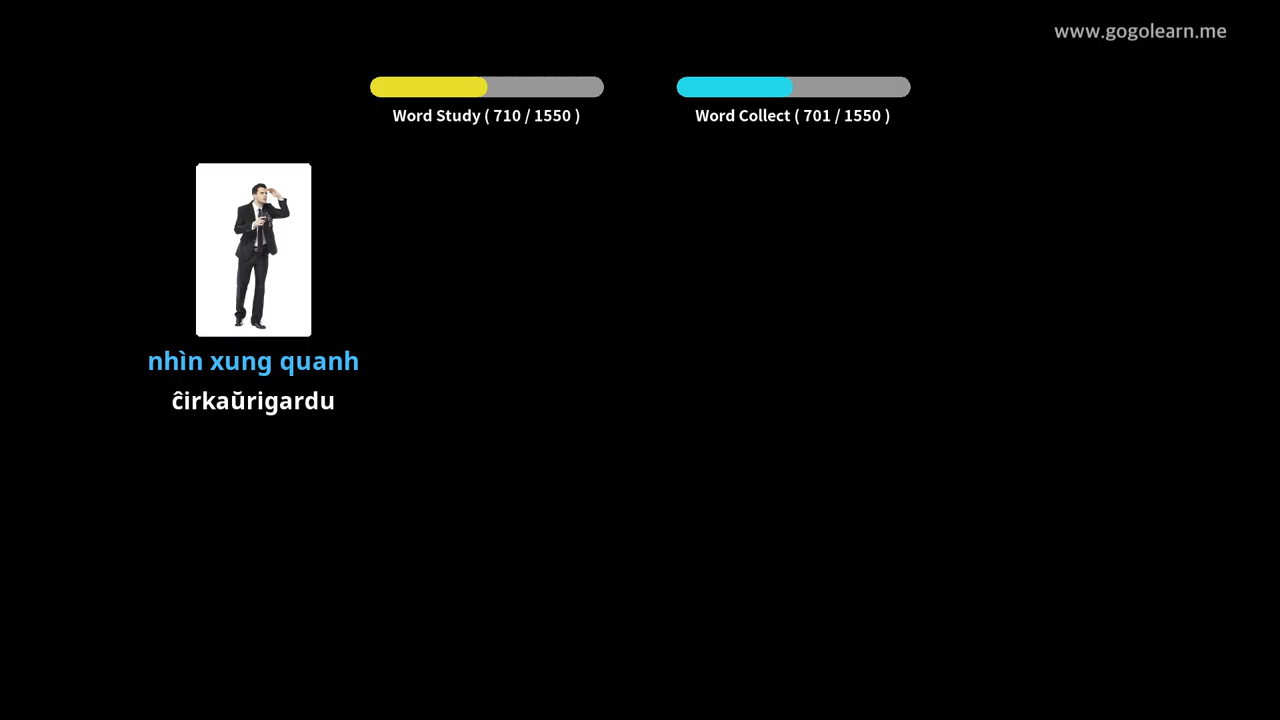 www.gogolearn.me
Word Study ( 710 / 1550 )
Word Collect ( 701 / 1550 )
nhìn xung quanh
ĉirkaŭrigardu